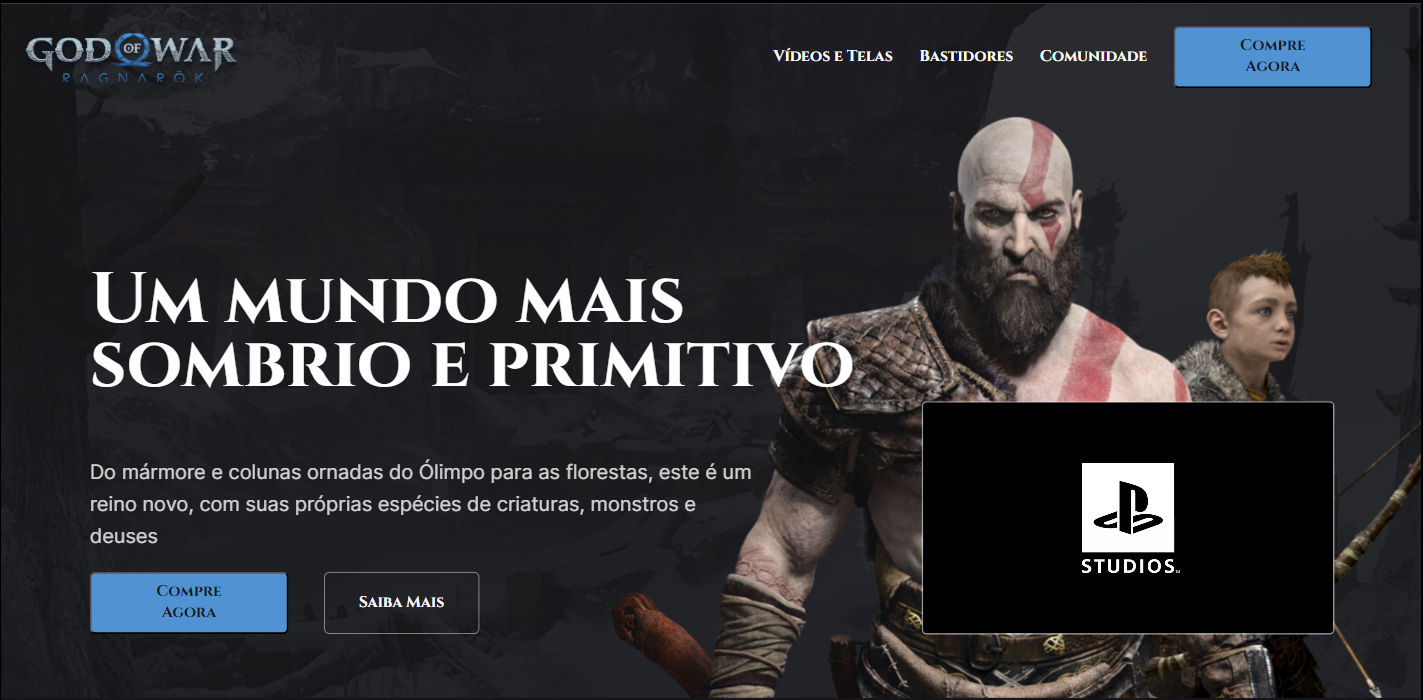 GOD OF WAR
RAGNARÖK
Vídeos e Telas
Bastidores
Comunidade
Compre
Agora
Um mundo mais
sombrio e primitivo
Do mármore e colunas ornadas do Ólimpo para as florestas, este é um
reino novo, com suas próprias espécies de criaturas, monstros e
deuses
Compre
Agora
Saiba Mais
STUDIOS